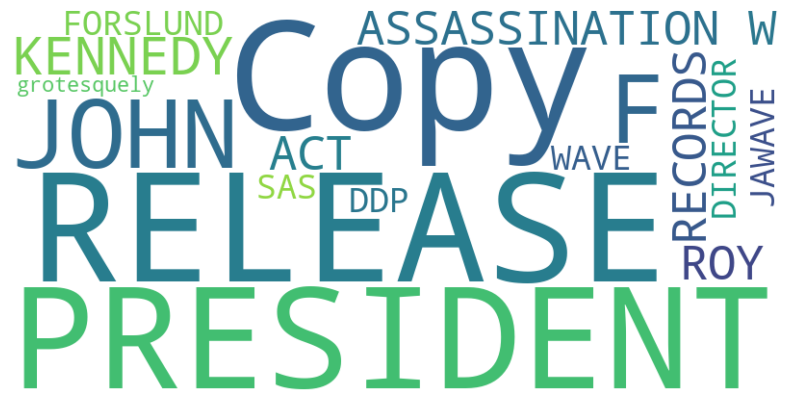 FORSLUND
ASSASSINATION W
KENNEDY
Copy
grotesquely
F
RECORDS
DIRECTOR
JOHN
ACT
WAVE
JAWAVE
SAS
DDP
RELEASE
ROY
PRESIDENT